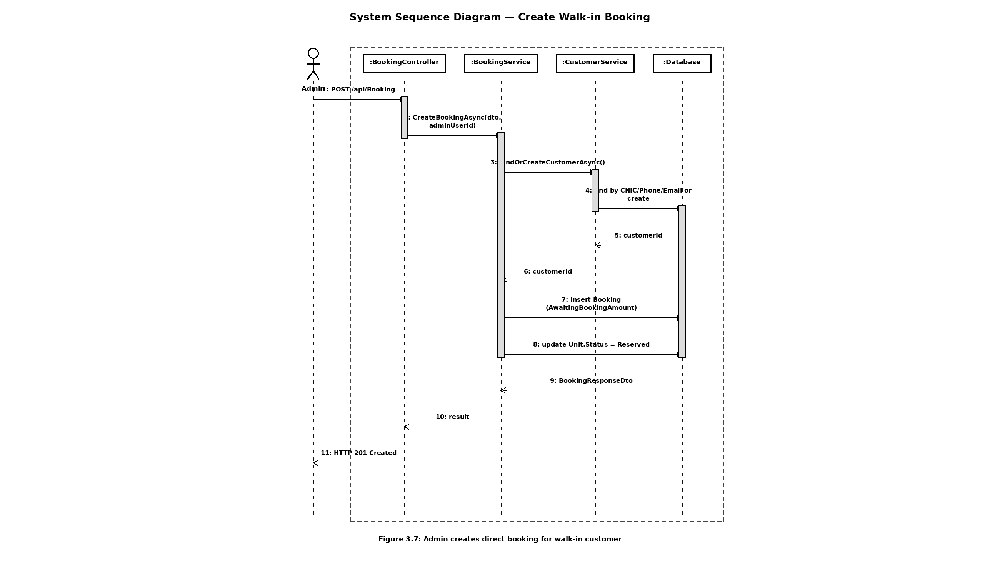 System Sequence Diagram — Create Walk-in Booking
:BookingController
:BookingService
:CustomerService
:Database
Admin
1: POST /api/Booking
: CreateBookingAsync(dto,
adminUserId)
3: indOrCreateCustomerAsync()
4: nd by CNIC/Phone/Email or
create
5: customerId
6: customerId
7: insert Booking
(AwaitingBookingAmount)
8: update Unit.Status = Reserved
9: BookingResponseDto
10: result
11: HTTP 201 Created
Figure 3.7: Admin creates direct booking for walk-in customer